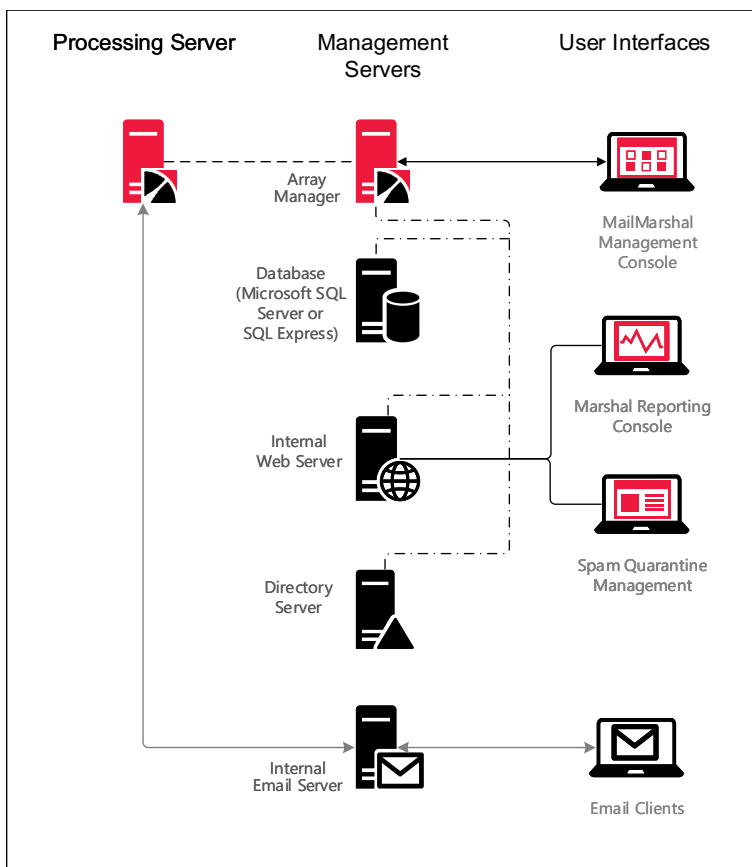 Processing Server
Management
Servers
User Interfaces
Array
Manager
MailMarshal
Management
Console
Database
(Microsoft SQL
Server or
SQL Express)
Marshal Reporting
Console
Internal
Web Server
Spam Quarantine
Management
Directory
Server
Internal
Email Server
Email Clients